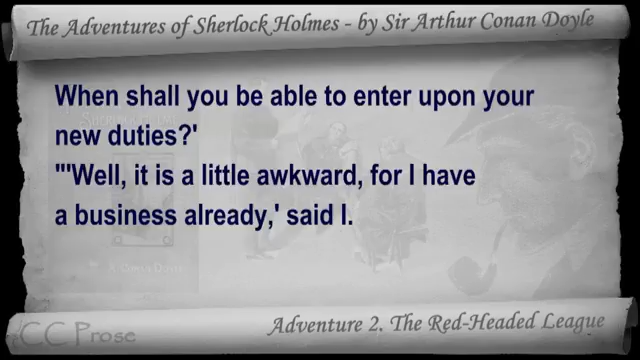 The Adventures of Sherlock Holmes - by Sir Arthur Conan Doyle
When shall you be able to enter upon your
new duties?'
"'Well, it is a little awkward, for I have
a business already,' said I.
CC Prose
Adventure 2. The Red-Headed League